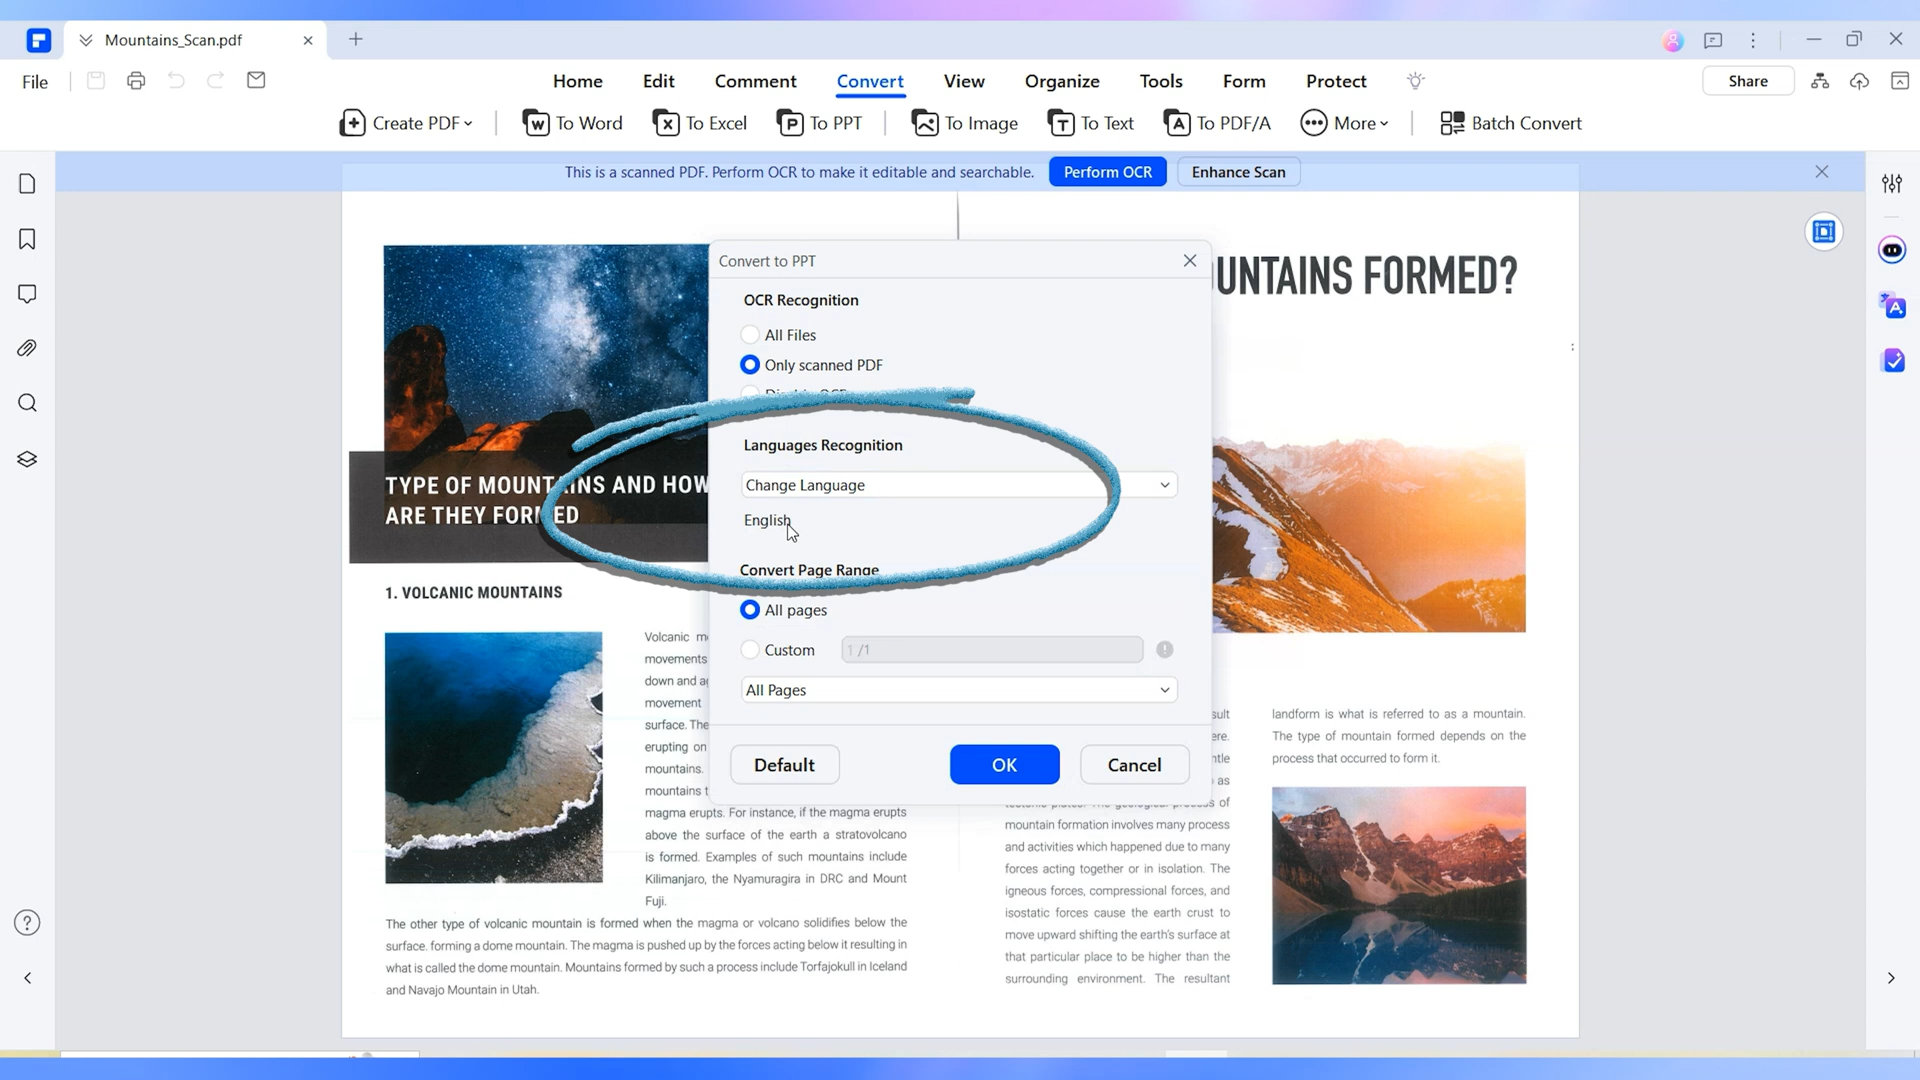 Mountains_Scan.pdf
File
Home Edit Comment Convert View Organize Tools Form Protect
Share
Create PDF To Word To Excel To PPT To Image To Text To PDF/A More Batch Convert
This is a scanned PDF. Perform OCR to make it editable and searchable. Perform OCR Enhance Scan
OUNTAINS FORMED?
TYPE OF MOUNTAINS AND HOW
ARE THEY FORMED
1. VOLCANIC MOUNTAINS
Volcanic
movements
down and
movement
surface. The
erupting on
mountains.
mountains
magma erupts. For instance, if the magma erupts
above the surface of the earth a stratovolcano
is formed. Examples of such mountains include
Kilimanjaro, the Nyamuragira in DRC and Mount
Fuji.
The other type of volcanic mountain is formed when the magma or volcano solidifies below the
surface. forming a dome mountain. The magma is pushed up by the forces acting below it resulting in
what is called the dome mountain. Mountains formed by such a process include Torfajokull in Iceland
and Navajo Mountain in Utah.
Convert to PPT
OCR Recognition
All Files
Only scanned PDF
Languages Recognition
Change Language
English
Convert Page Range
All pages
Custom 1 /1
All Pages
Default OK Cancel
sult
ere.
ntle
as
of
mountain formation involves many process
and activities which happened due to many
forces acting together or in isolation. The
igneous forces, compressional forces, and
isostatic forces cause the earth crust to
move upward shifting the earth's surface at
that particular place to be higher than the
surrounding environment. The resultant
landform is what is referred to as a mountain.
The type of mountain formed depends on the
process that occurred to form it.